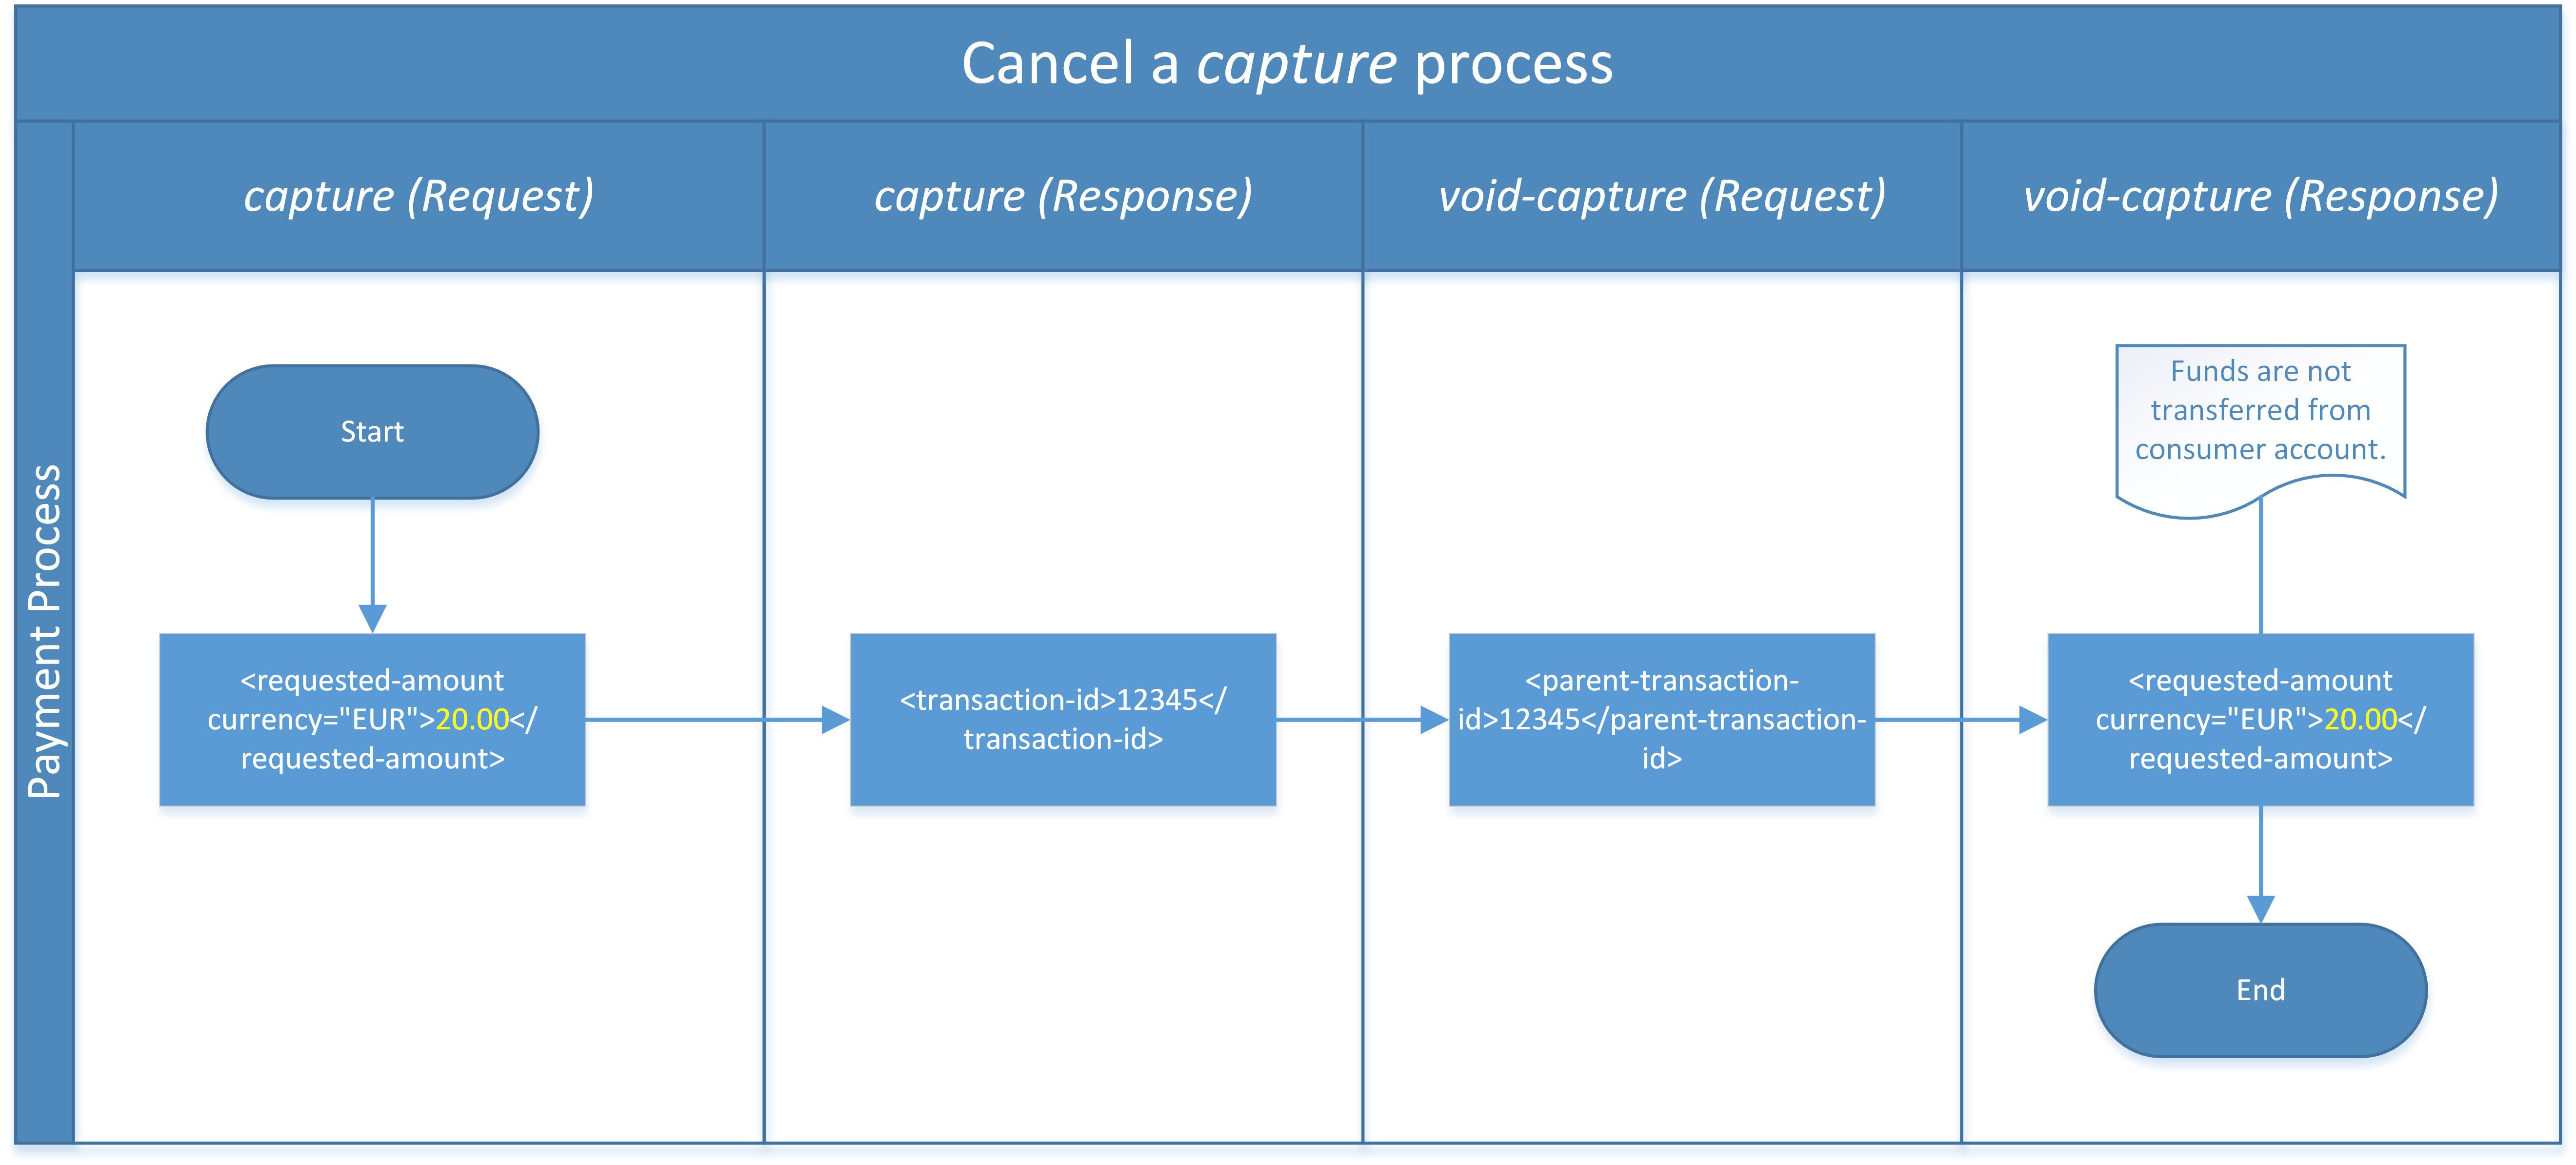 Cancel a capture process
Payment Process
capture (Request)
capture (Response)
void-capture (Request)
void-capture (Response)
Start
<requested-amount
currency="EUR">20.00</
requested-amount>
<transaction-id>12345</
transaction-id>
<parent-transaction-
id>12345</parent-transaction-
id>
Funds are not
transferred from
consumer account.
<requested-amount
currency="EUR">20.00</
requested-amount>
End